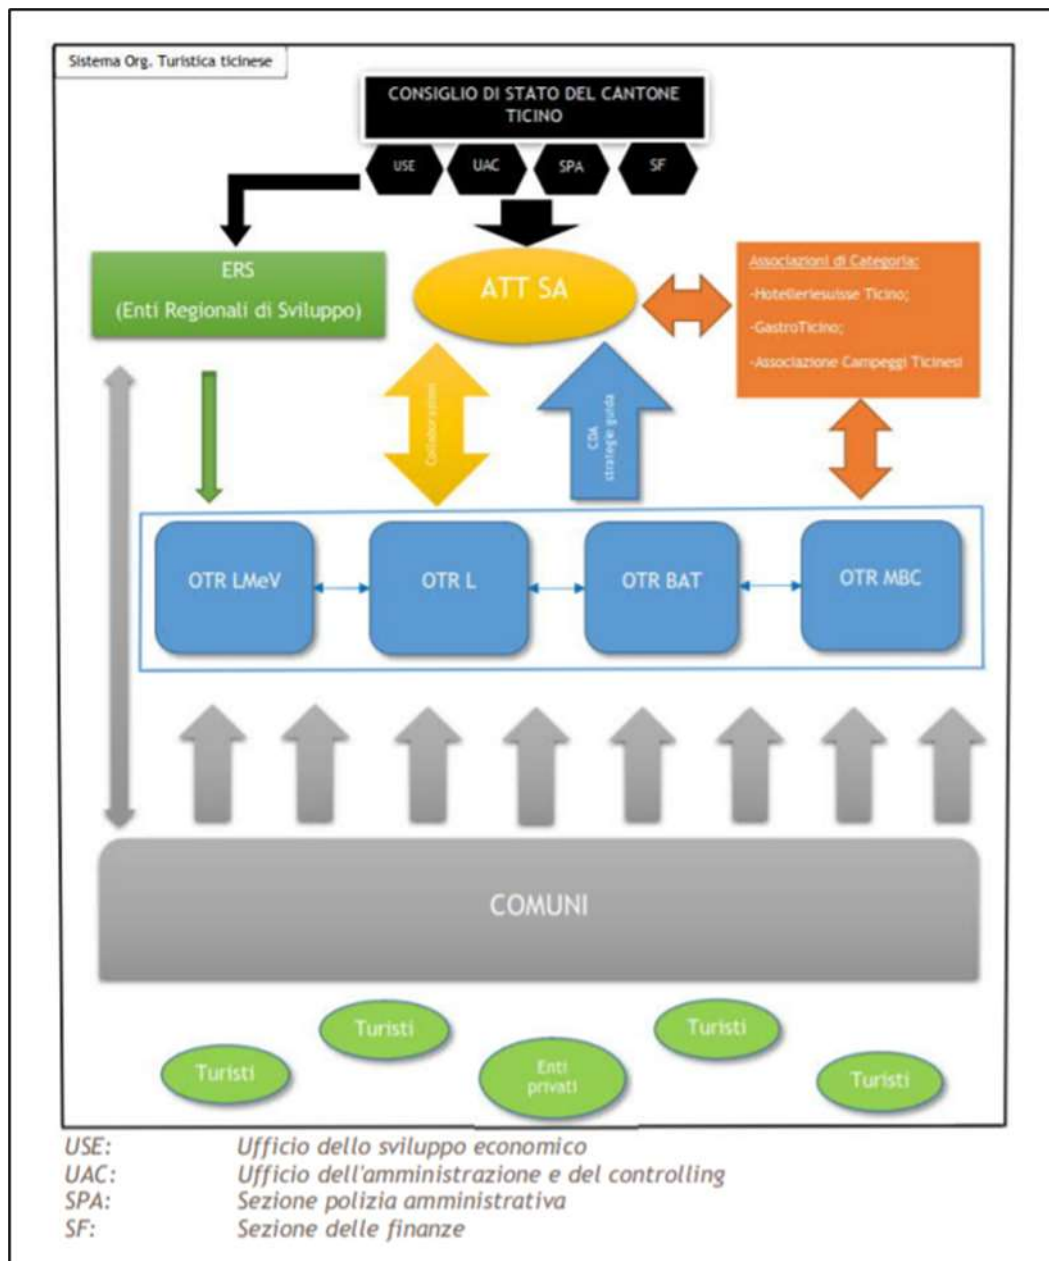 Sistema Org. Turistica ticinese
CONSIGLIO DI STATO DEL CANTONE
TICINO
USE
UAC
SPA
SF
ERS
(Enti Regionali di Sviluppo)
ATT SA
Associazioni di Categoria:
-Hotelleriesuisse Ticino;
-GastroTicino;
-Associazione Campeggi Ticinesi
Collaborazioni
CDA
strategie guida
OTR LMeV
OTR L
OTR BAT
OTR MBC
COMUNI
Turisti
Turisti
Enti
privati
Turisti
Turisti
USE: Ufficio dello sviluppo economico
UAC: Ufficio dell'amministrazione e del controlling
SPA: Sezione polizia amministrativa
SF: Sezione delle finanze